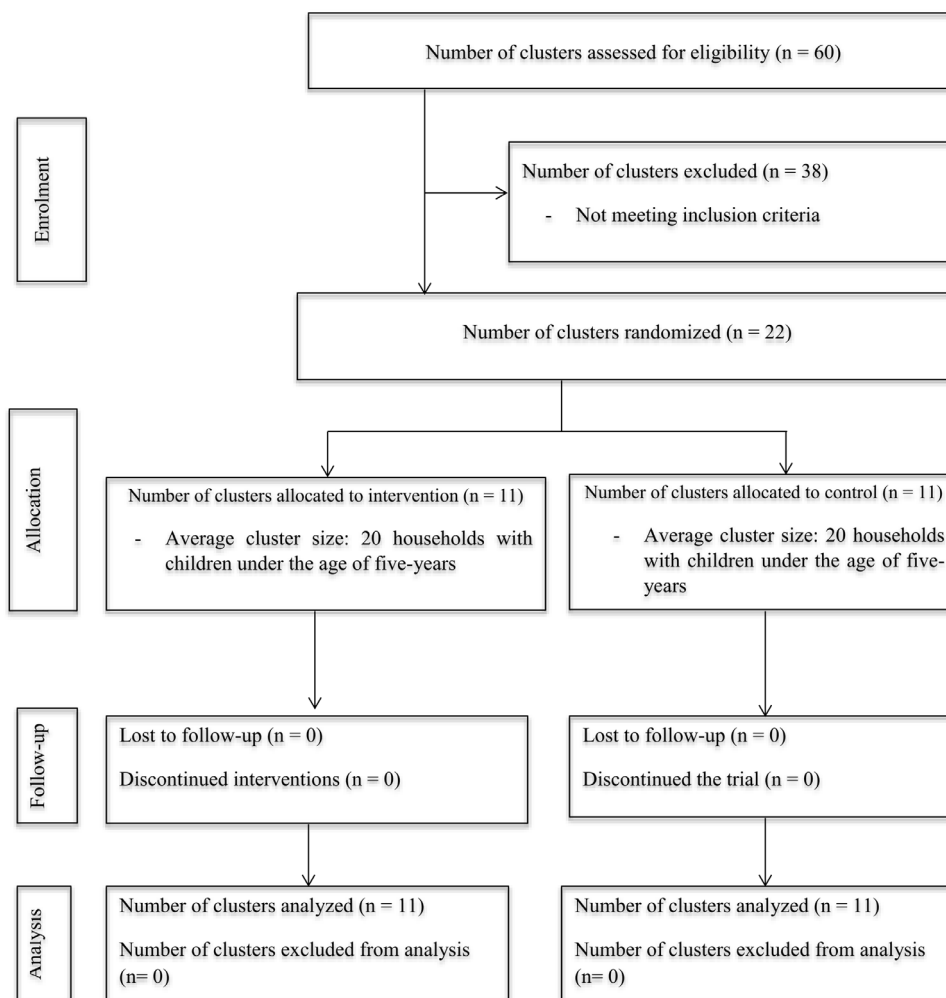 Number of clusters assessed for eligibility (n = 60)
Enrolment
Number of clusters excluded (n = 38)
- Not meeting inclusion criteria
Number of clusters randomized (n = 22)
Allocation
Number of clusters allocated to intervention (n = 11)
- Average cluster size: 20 households with
children under the age of five-years
Number of clusters allocated to control (n = 11)
- Average cluster size: 20 households
with children under the age of five-
years
Follow-up
Lost to follow-up (n = 0)
Discontinued interventions (n = 0)
Lost to follow-up (n = 0)
Discontinued the trial (n = 0)
Analysis
Number of clusters analyzed (n = 11)
Number of clusters excluded from analysis
(n= 0)
Number of clusters analyzed (n = 11)
Number of clusters excluded from analysis
(n= 0)